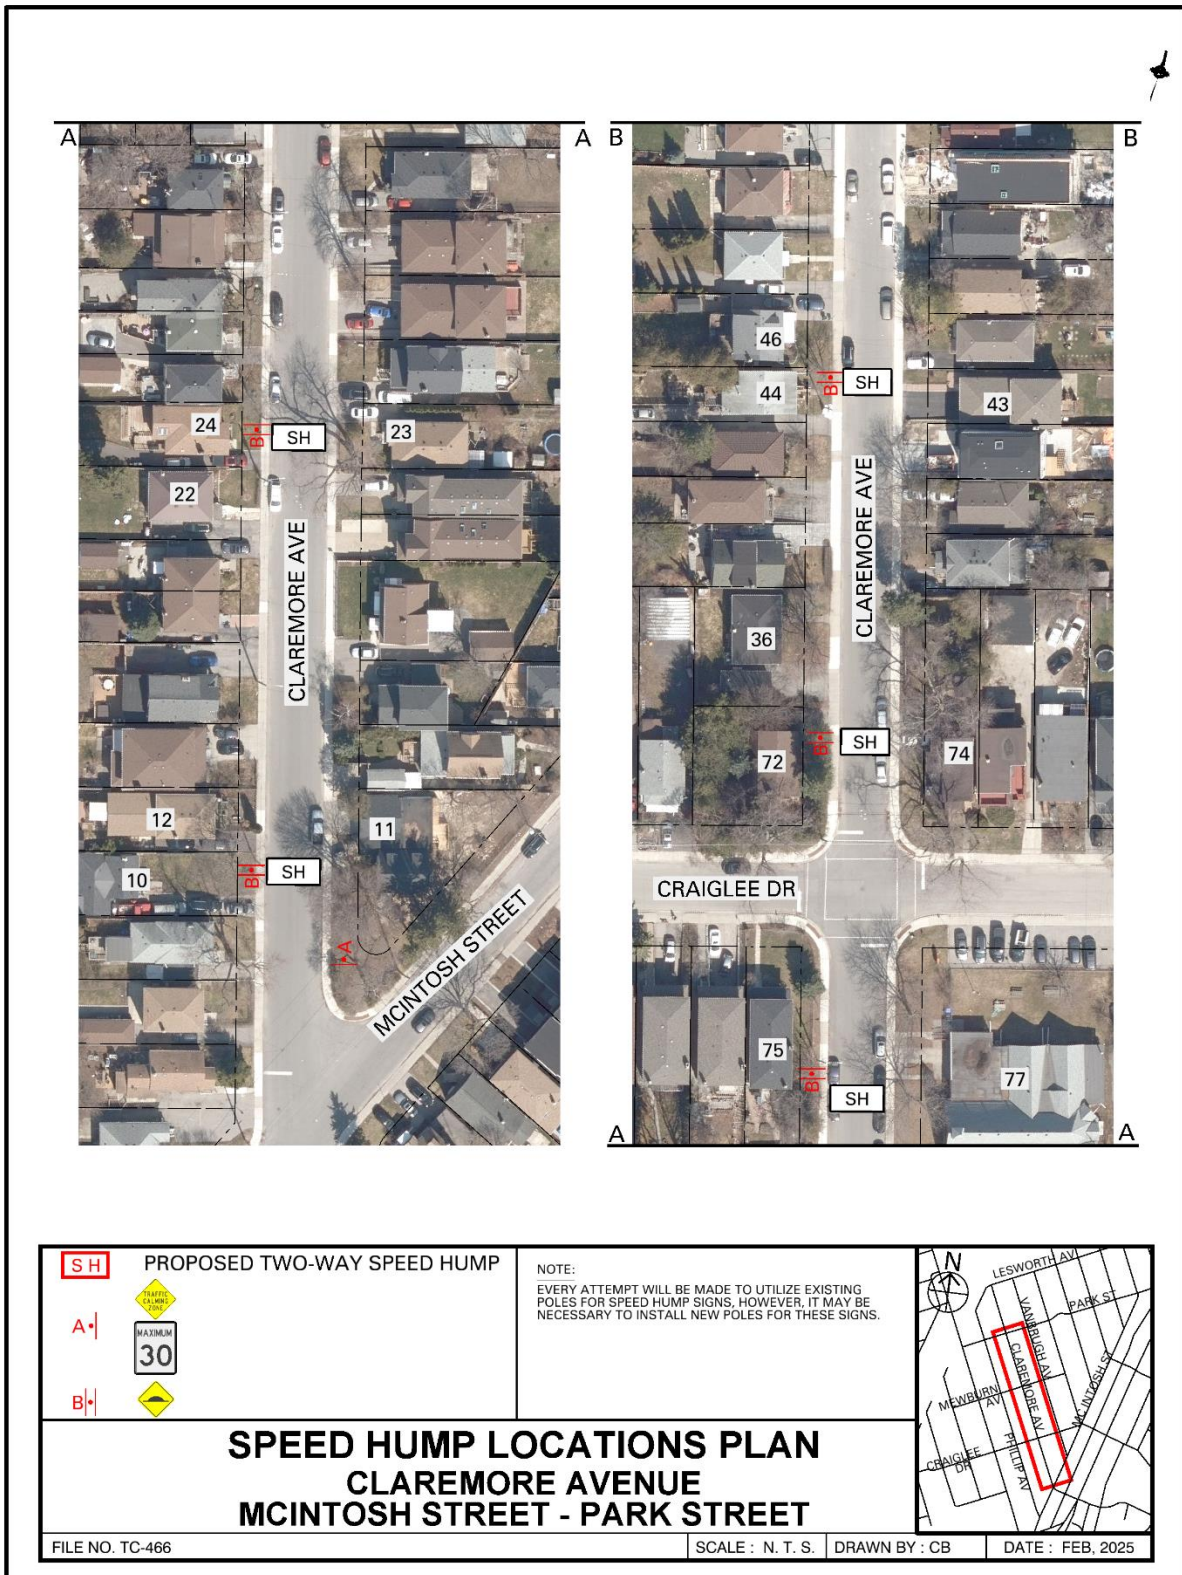 A
A
B
B
24
B
SH
23
22
CLAREMORE AVE
12
11
10
B
SH
A
MCINTOSH STREET
46
44
B
SH
43
CLAREMORE AVE
36
72
B
SH
74
CRAIGLEE DR
75
B
SH
77
A
A
SH PROPOSED TWO-WAY SPEED HUMP
TRAFFIC
CALMING
ZONE
A
MAXIMUM
30
B
NOTE:
EVERY ATTEMPT WILL BE MADE TO UTILIZE EXISTING
POLES FOR SPEED HUMP SIGNS, HOWEVER, IT MAY BE
NECESSARY TO INSTALL NEW POLES FOR THESE SIGNS.
N
LESWORTH AV
PARK ST
VANBRUGH AV
CLAREMORE AV
MC INTOSH ST
MEWBURN
AV
PHILLIP AV
CRAIGLEE
DR
SPEED HUMP LOCATIONS PLAN
CLAREMORE AVENUE
MCINTOSH STREET - PARK STREET
FILE NO. TC-466
SCALE : N. T. S.
DRAWN BY : CB
DATE : FEB, 2025